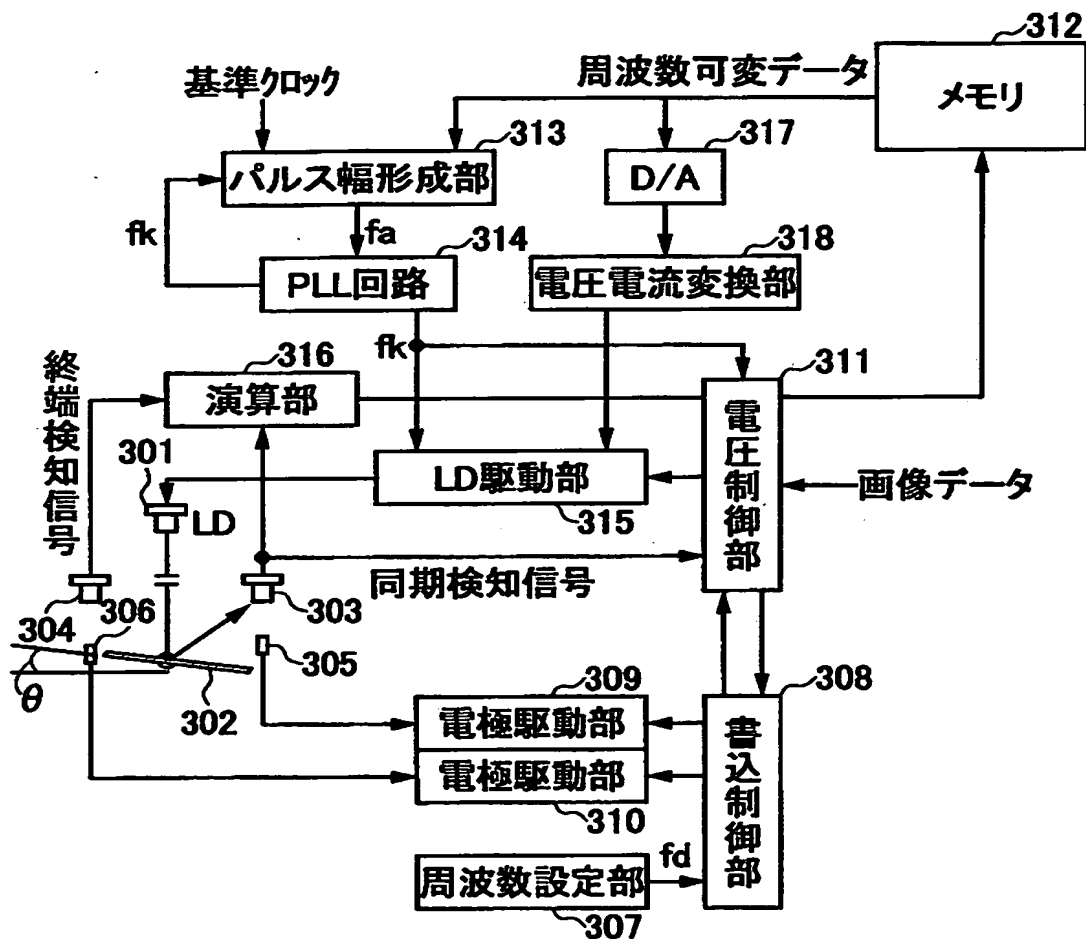 312
周波数可変データ
メモリ
基準クロック
313
317
パルス幅形成部
D/A
fk
fa
314
318
PLL回路
電圧電流変換部
fk
316
311
終端検知信号
演算部
電圧制御部
301
LD
LD駆動部
画像データ
315
同期検知信号
303
306
304
305
θ
302
309
308
電極駆動部
書込制御部
電極駆動部
310
fd
周波数設定部
307